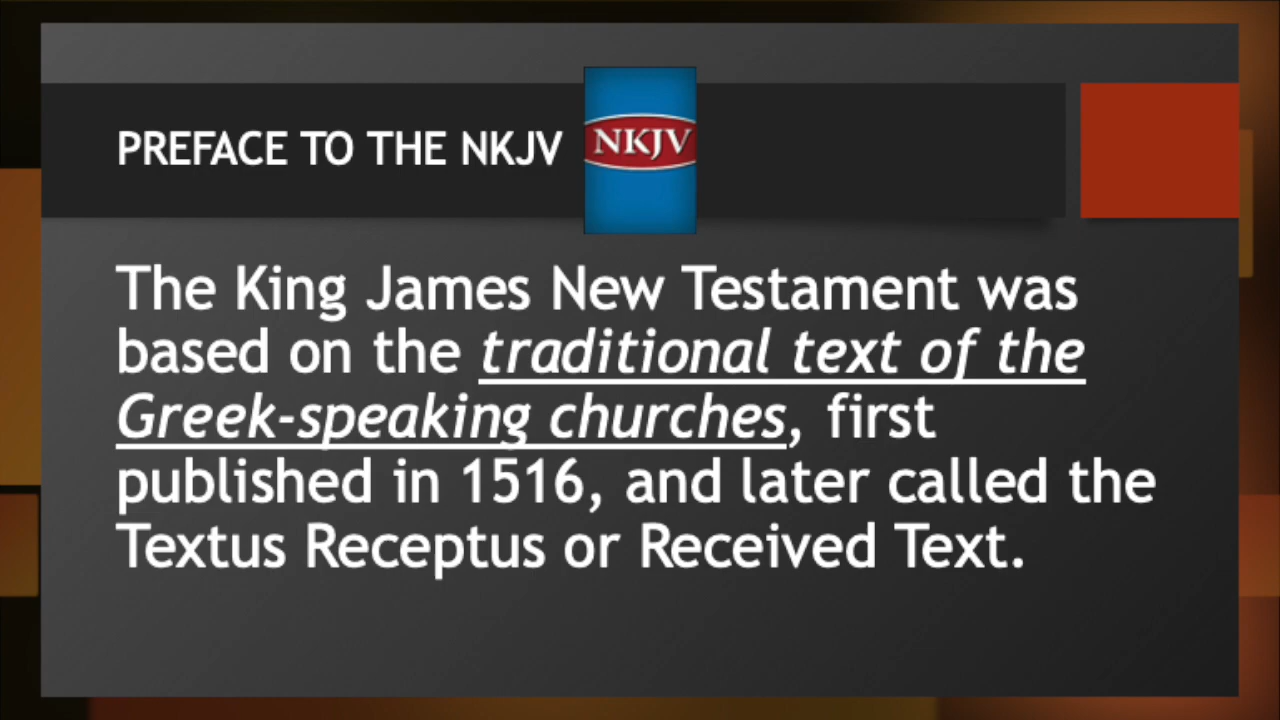 PREFACE TO THE NKJV
NKJV
The King James New Testament was
based on the traditional text of the
Greek-speaking churches, first
published in 1516, and later called the
Textus Receptus or Received Text.